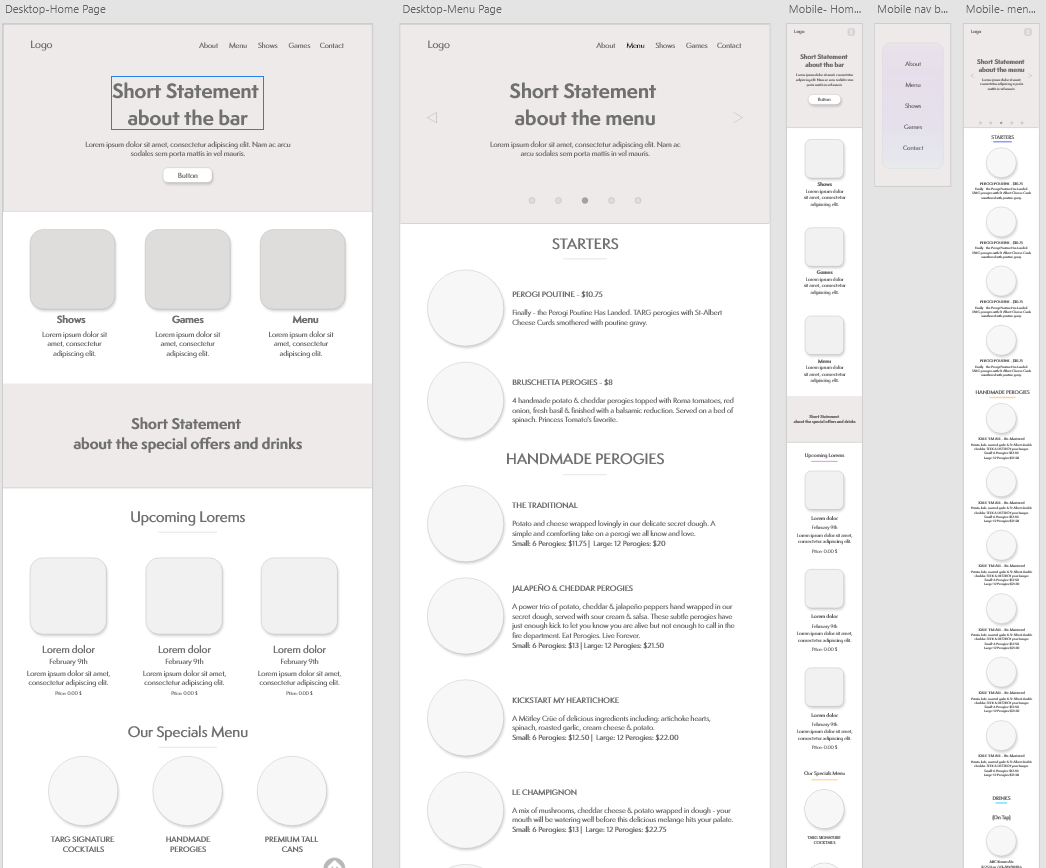 Desktop-Home Page
Logo
About Menu Shows Games Contact
Short Statement
about the bar
Lorem ipsum dolor sit amet, consectetur adipiscing elit. Nam ac arcu
sodales sem porta mattis in vel mauris.
Button
Shows Games Menu
Lorem ipsum dolor sit Lorem ipsum dolor sit Lorem ipsum dolor sit
amet, consectetur amet, consectetur amet, consectetur
adipiscing elit. adipiscing elit. adipiscing elit.
Short Statement
about the special offers and drinks
Upcoming Lorems
Lorem dolor Lorem dolor Lorem dolor
February 9th February 9th February 9th
Lorem ipsum dolor sit amet, Lorem ipsum dolor sit amet, Lorem ipsum dolor sit amet,
consectetur adipiscing elit. consectetur adipiscing elit. consectetur adipiscing elit.
Price: 0.00 $ Price: 0.00 $ Price: 0.00 $
Our Specials Menu
TARG SIGNATURE HANDMADE PREMIUM TALL
COCKTAILS PEROGIES CANS
Desktop-Menu Page
Logo
About Menu Shows Games Contact
Short Statement
about the menu
Lorem ipsum dolor sit amet, consectetur adipiscing elit. Nam ac
arcu sodales sem porta mattis in vel mauris.
STARTERS
PEROGI POUTINE - $10.75
Finally - the Perogi Poutine Has Landed. TARG perogies with St-Albert
Cheese Curds smothered with poutine gravy.
BRUSCHETTA PEROGIES - $8
4 handmade potato & cheddar perogies topped with Roma tomatoes, red
onion, fresh basil & finished with a balsamic reduction. Served on a bed of
spinach. Princess Tomato's favorite.
HANDMADE PEROGIES
THE TRADITIONAL
Potato and cheese wrapped lovingly in our delicate secret dough. A
simple and comforting take on a perogi we all know and love.
Small: 6 Perogies: $11.75 | Large: 12 Perogies: $20
JALAPEÑO & CHEDDAR PEROGIES
A power trio of potato, cheddar & jalapeño peppers hand wrapped in our
secret dough, served with sour cream & salsa. These subtle perogies have
just enough kick to let you know you are alive but not enough to call in the
fire department. Eat Perogies. Live Forever.
Small: 6 Perogies: $13 | Large: 12 Perogies: $21.50
KICKSTART MY HEARTICHOKE
A Mötley Crüe of delicious ingredients including: artichoke hearts,
spinach, roasted garlic, cream cheese & potato.
Small: 6 Perogies: $12.50 | Large: 12 Perogies: $22.00
LE CHAMPIGNON
A mix of mushrooms, cheddar cheese & potato wrapped in dough - your
mouth will be watering well before this delicious melange hits your palate.
Small: 6 Perogies: $13 | Large: 12 Perogies: $22.75
Mobile- Hom...
Logo
Short Statement
about the bar
Button
Shows
Lorem ipsum dolor
sit amet, consectetur
adipiscing elit.
Games
Lorem ipsum dolor
sit amet, consectetur
adipiscing elit.
Menu
Lorem ipsum dolor
sit amet, consectetur
adipiscing elit.
Short Statement
about the special offers and drinks
Upcoming Lorems
Lorem dolor
February 9th
Lorem ipsum dolor sit amet,
consectetur adipiscing elit.
Price: 0.00 $
Lorem dolor
February 9th
Lorem ipsum dolor sit amet,
consectetur adipiscing elit.
Price: 0.00 $
Lorem dolor
February 9th
Lorem ipsum dolor sit amet,
consectetur adipiscing elit.
Price: 0.00 $
Our Specials Menu
TARG SIGNATURE
COCKTAILS
Mobile nav b...
About
Menu
Shows
Games
Contact
Mobile- men...
Logo
Short Statement
about the menu
STARTERS
PEROGI POUTINE - $10.75
PEROGI POUTINE - $10.75
PEROGI POUTINE - $10.75
PEROGI POUTINE - $10.75
HANDMADE PEROGIES
DRINKS
(On Tap)